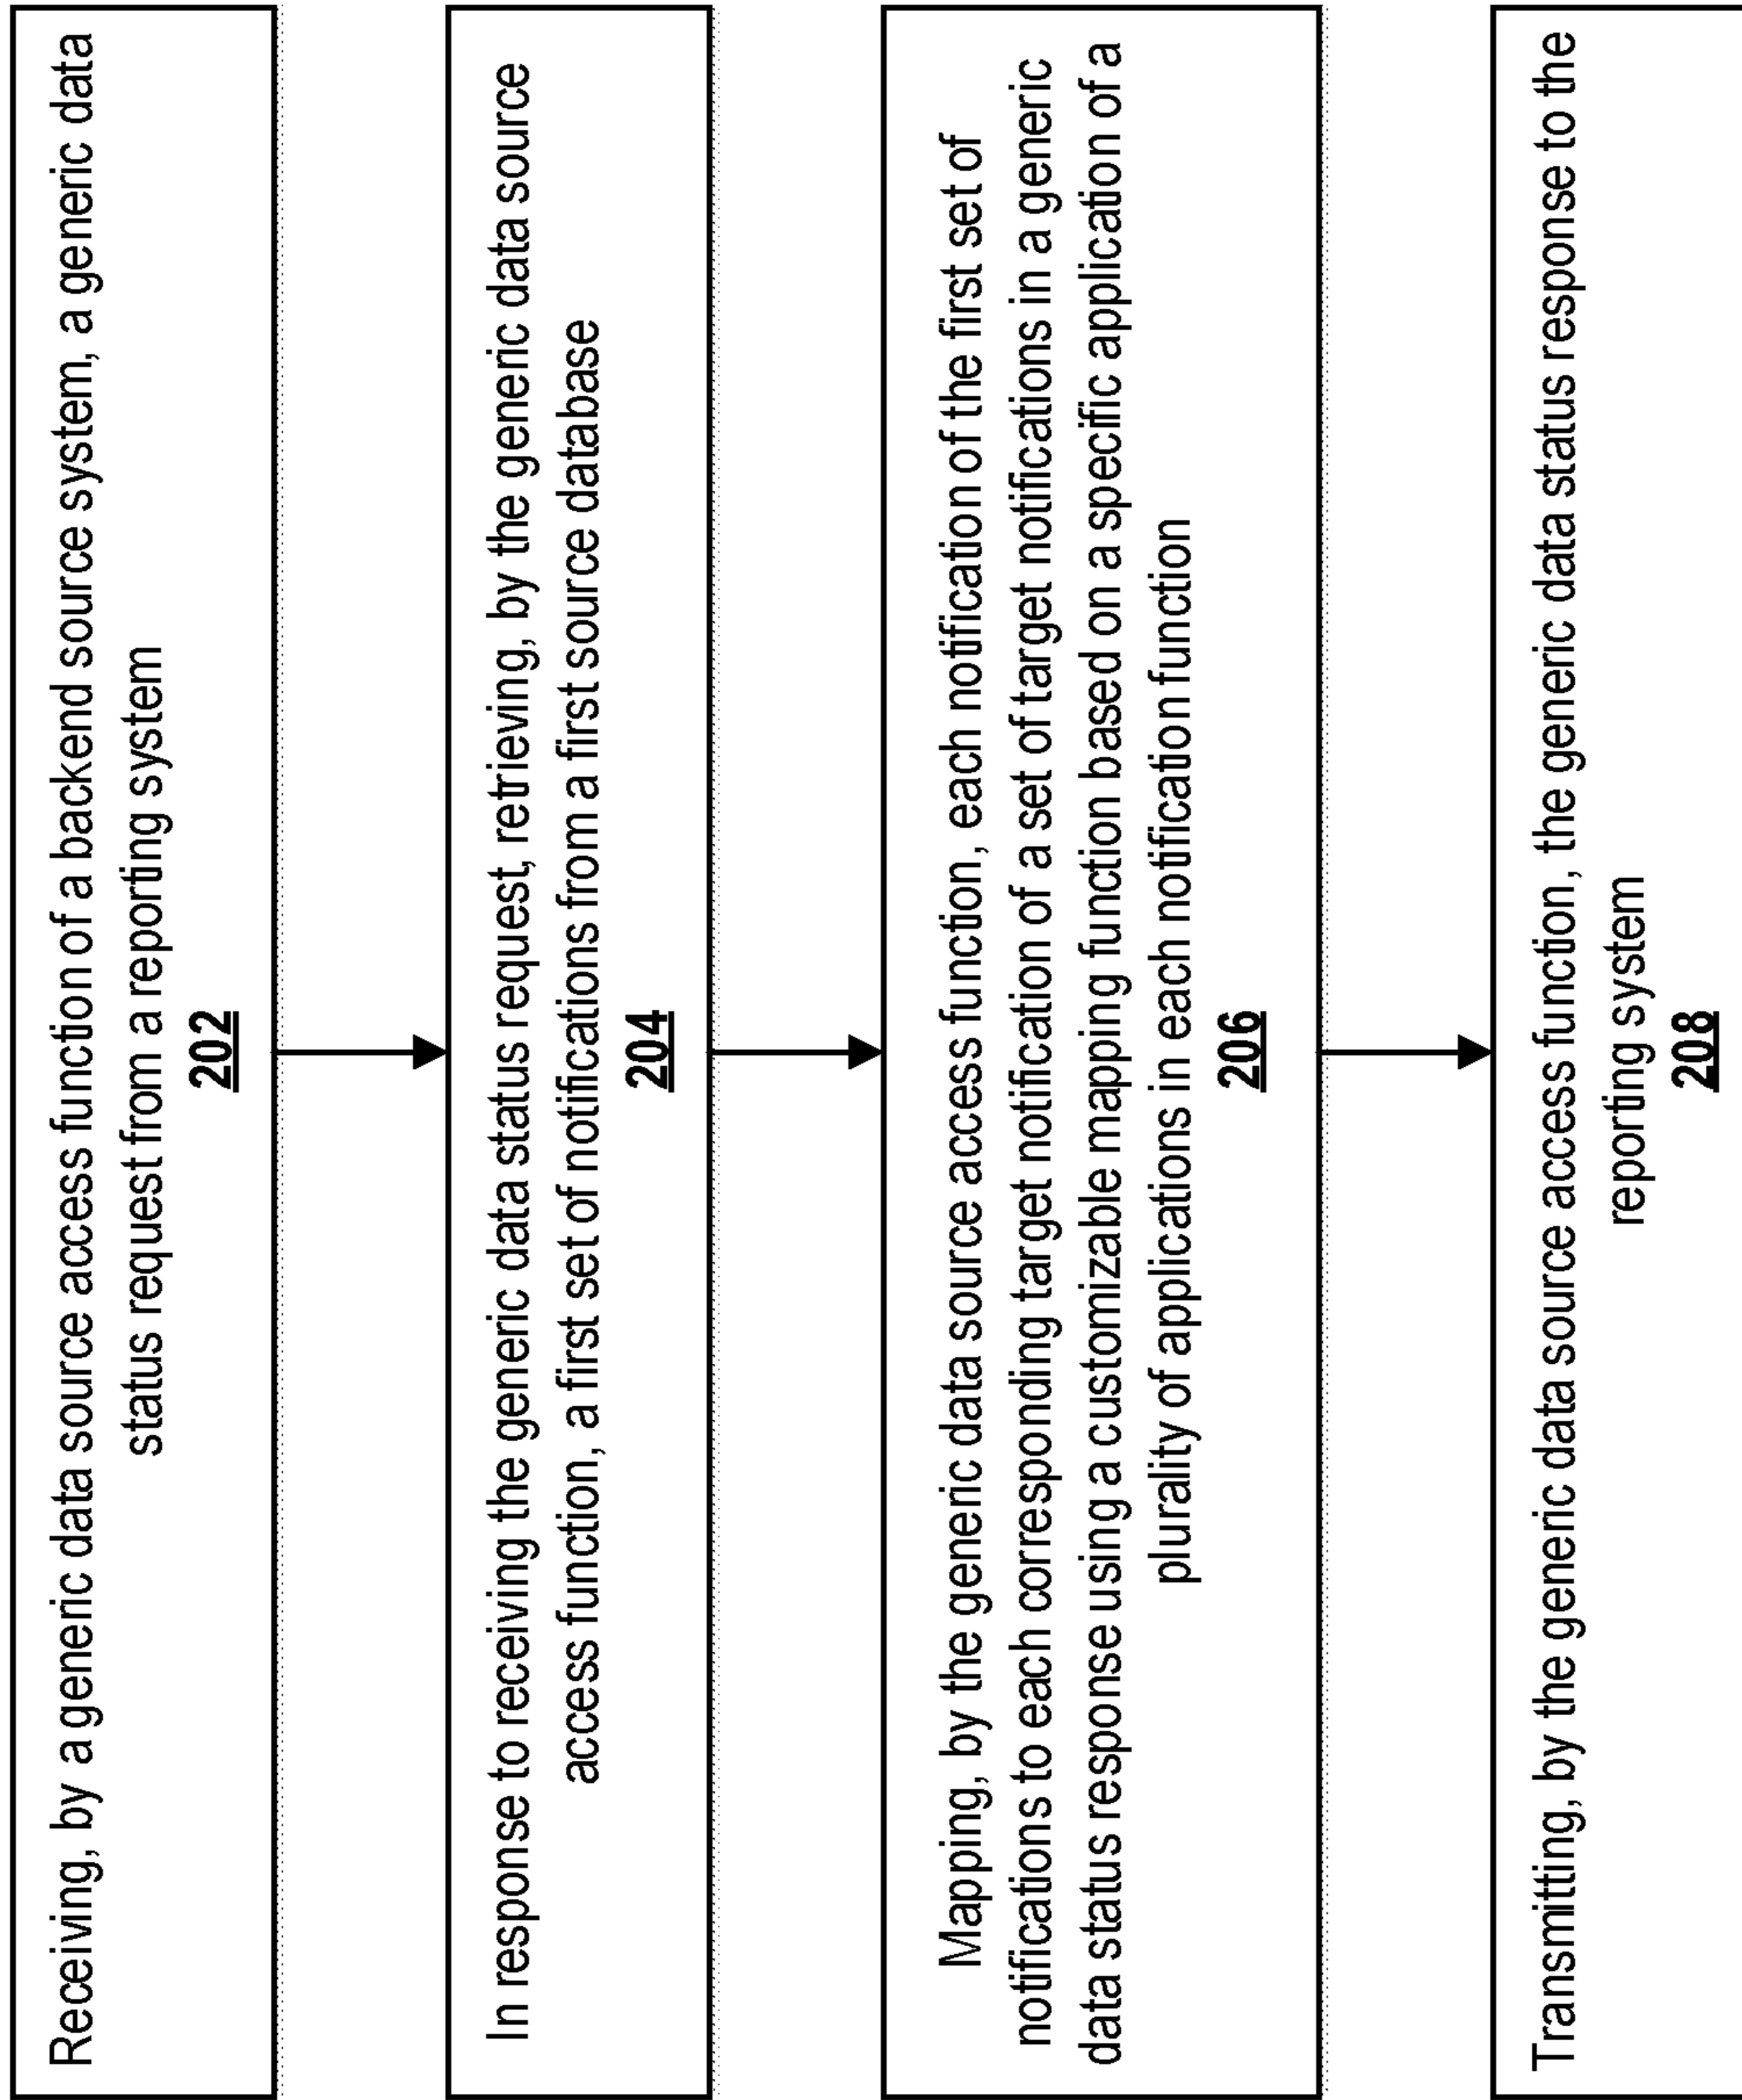 Receiving, by a generic data source access function of a backend source system, a generic data
status request from a reporting system
202
In response to receiving the generic data status request, retrieving, by the generic data source
access function, a first set of notifications from a first source database
204
Mapping, by the generic data source access function, each notification of the first set of
notifications to each corresponding target notification of a set of target notifications in a generic
data status response using a customizable mapping function based on a specific application of a
plurality of applications in each notification function
206
Transmitting, by the generic data source access function, the generic data status response to the
reporting system
208